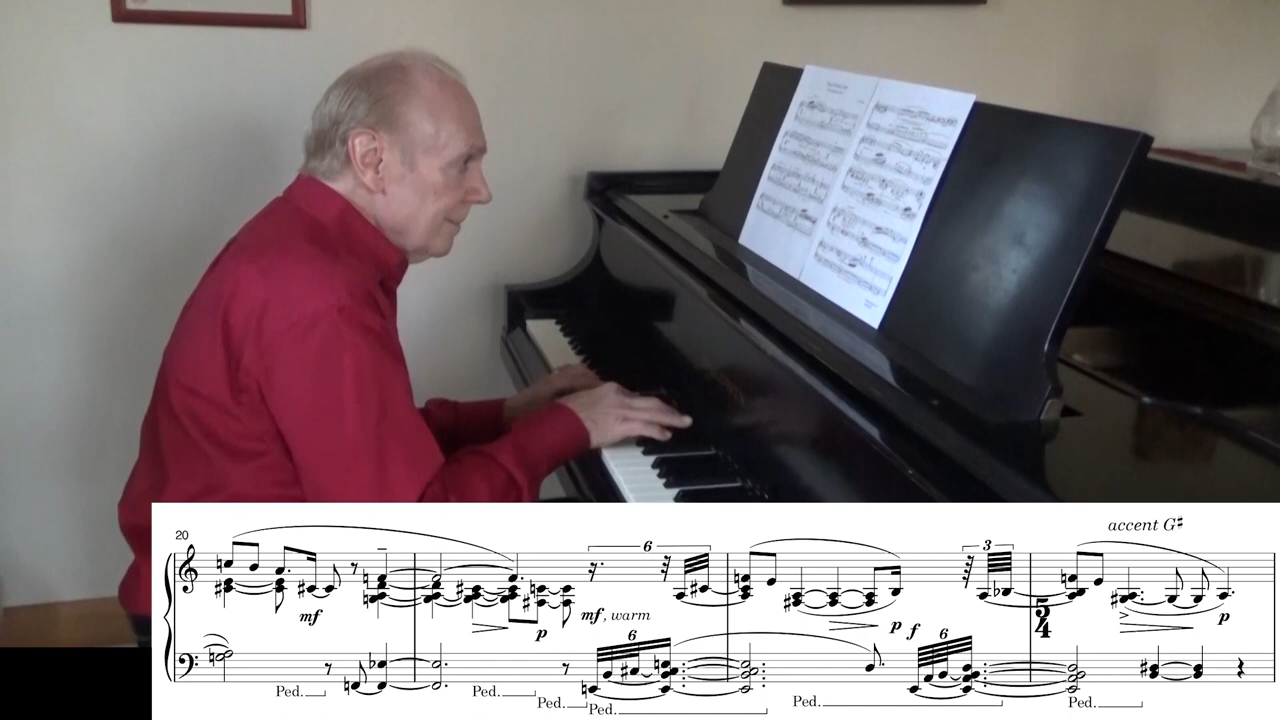 accent G♯
20
6
3
mf
mf, warm
5
4
p
p f
p
6
6
Ped.
Ped.
Ped.
Ped.
Ped.
Ped.